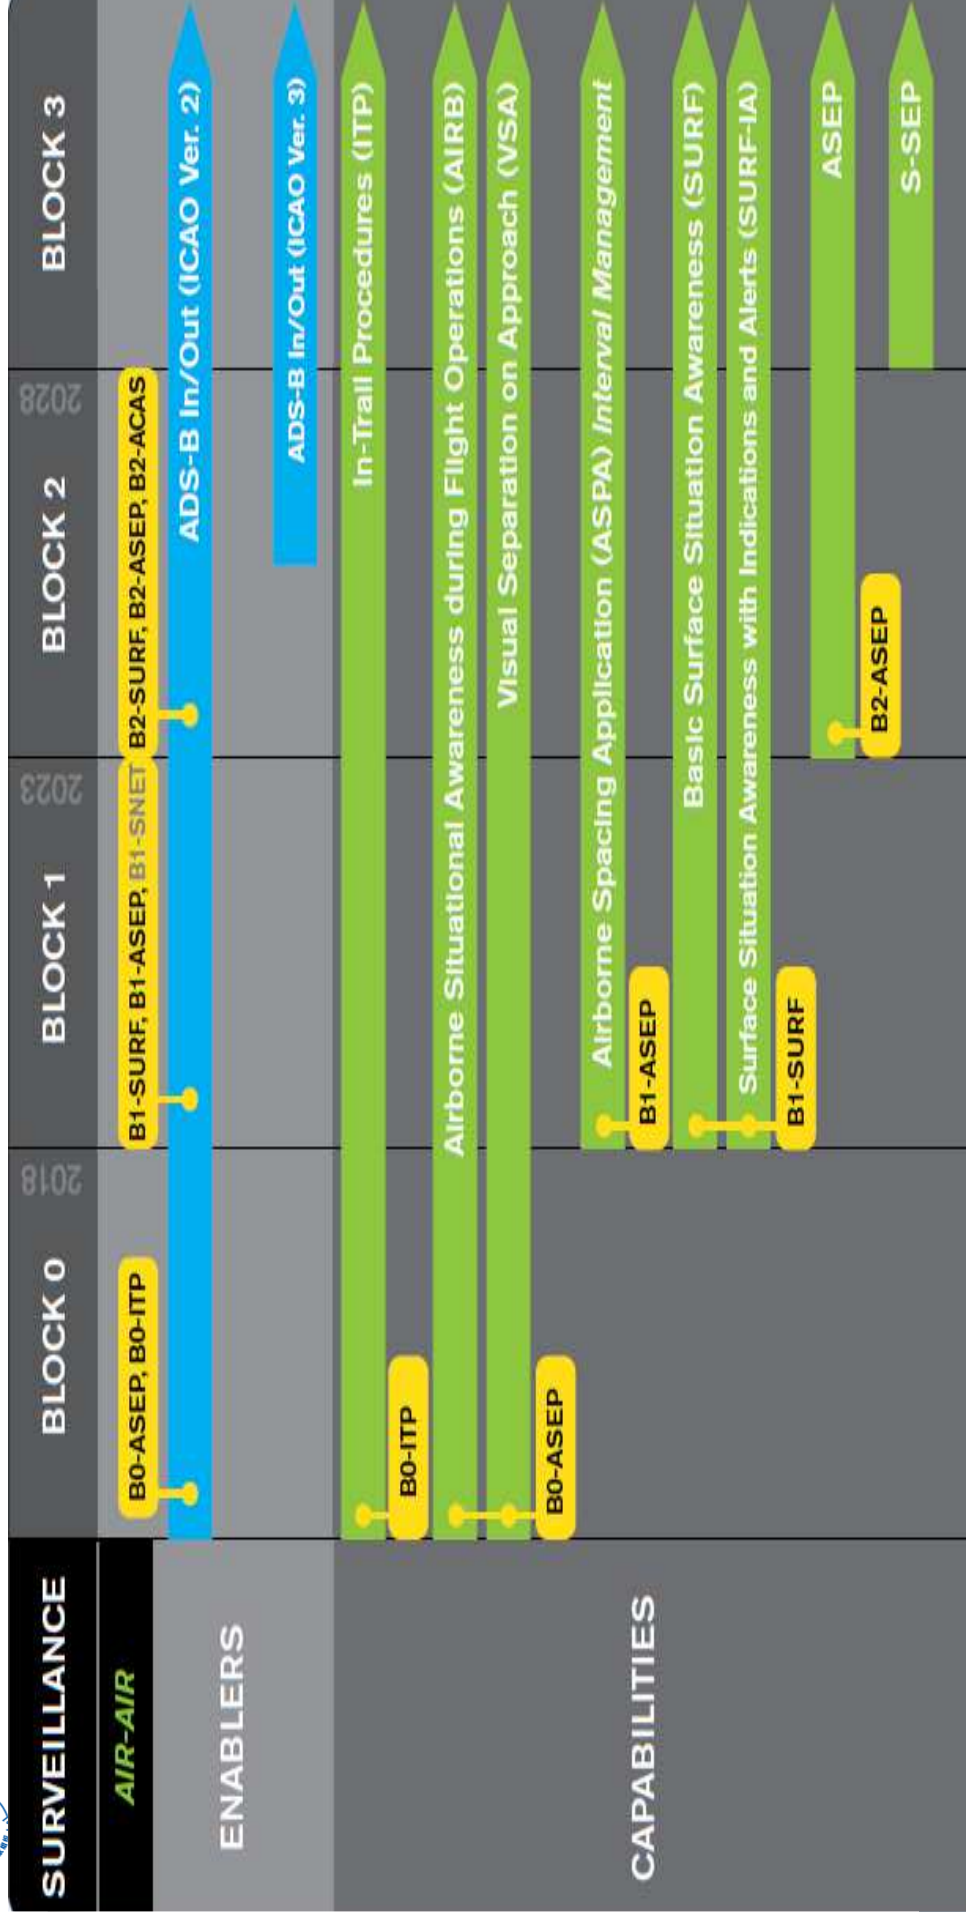 SURVEILLANCE
BLOCK 0
2018
BLOCK 1
2023
BLOCK 2
2028
BLOCK 3
AIR-AIR
B0-ASEP, B0-ITP
B1-SURF, B1-ASEP, B1-SNET
B2-SURF, B2-ASEP, B2-ACAS
ENABLERS
ADS-B In/Out (ICAO Ver. 2)
ADS-B In/Out (ICAO Ver. 3)
CAPABILITIES
In-Trail Procedures (ITP)
B0-ITP
Airborne Situational Awareness during Flight Operations (AIRB)
Visual Separation on Approach (VSA)
B0-ASEP
Airborne Spacing Application (ASPA) Interval Management
B1-ASEP
Basic Surface Situation Awareness (SURF)
Surface Situation Awareness with Indications and Alerts (SURF-IA)
B1-SURF
ASEP
B2-ASEP
S-SEP